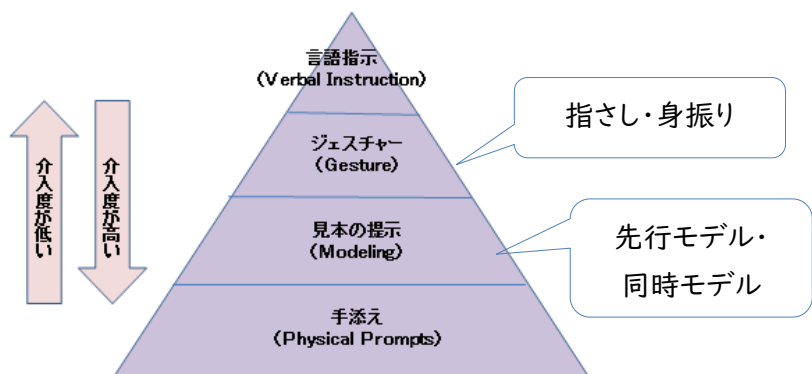 言語指示
(Verbal Instruction)
ジェスチャー
(Gesture)
見本の提示
(Modeling)
手添え
(Physical Prompts)
介入度が低い
介入度が高い
指さし・身振り
先行モデル・
同時モデル